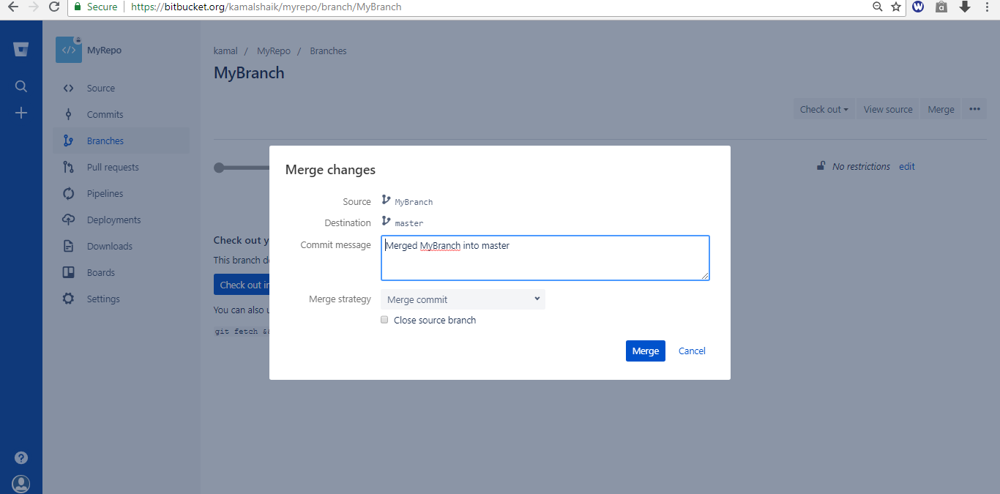 Secure https://bitbucket.org/kamalshaik/myrepo/branch/MyBranch
MyRepo
Source
Commits
Branches
Pull requests
Pipelines
Deployments
Downloads
Boards
Settings
kamal / MyRepo / Branches
MyBranch
Check out View source Merge
No restrictions edit
Check out
This branch
Check out
You can also
git fetch &&
Merge changes
Source MyBranch
Destination master
Commit message Merged MyBranch into master
Merge strategy Merge commit
Close source branch
Merge Cancel